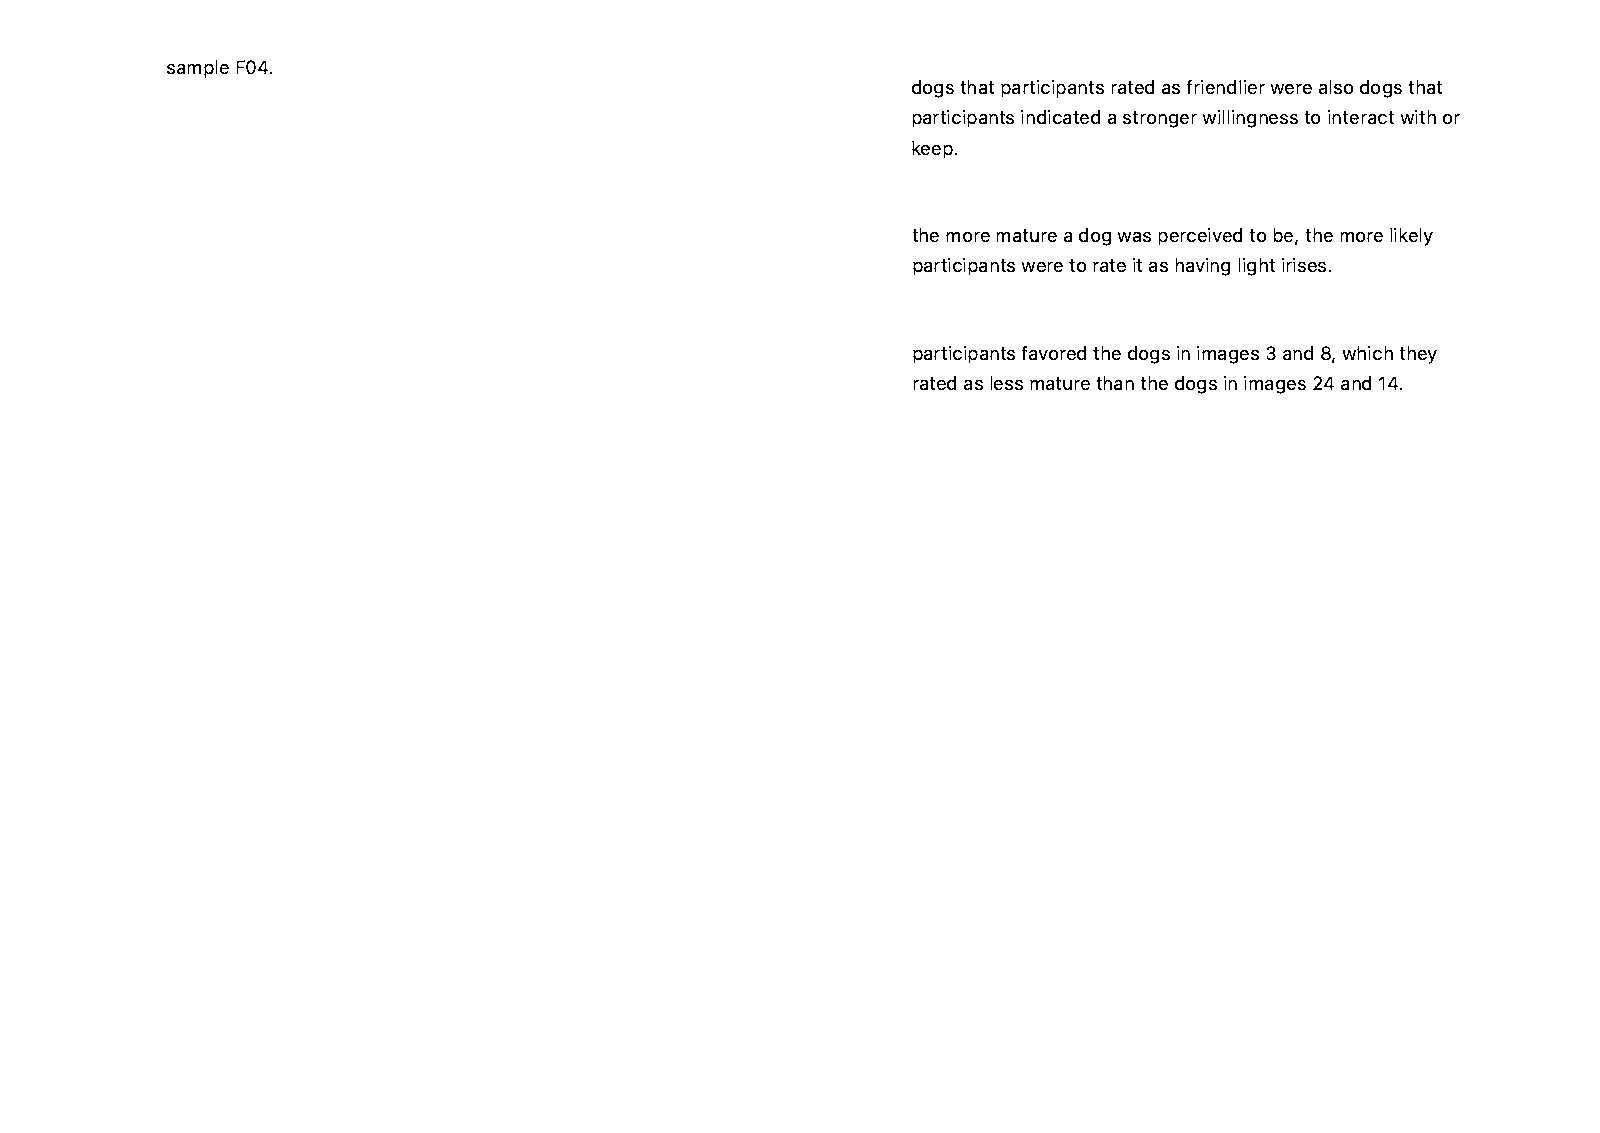 sample F04.
dogs that participants rated as friendlier were also dogs that
participants indicated a stronger willingness to interact with or
keep.
the more mature a dog was perceived to be, the more likely
participants were to rate it as having light irises.
participants favored the dogs in images 3 and 8, which they
rated as less mature than the dogs in images 24 and 14.